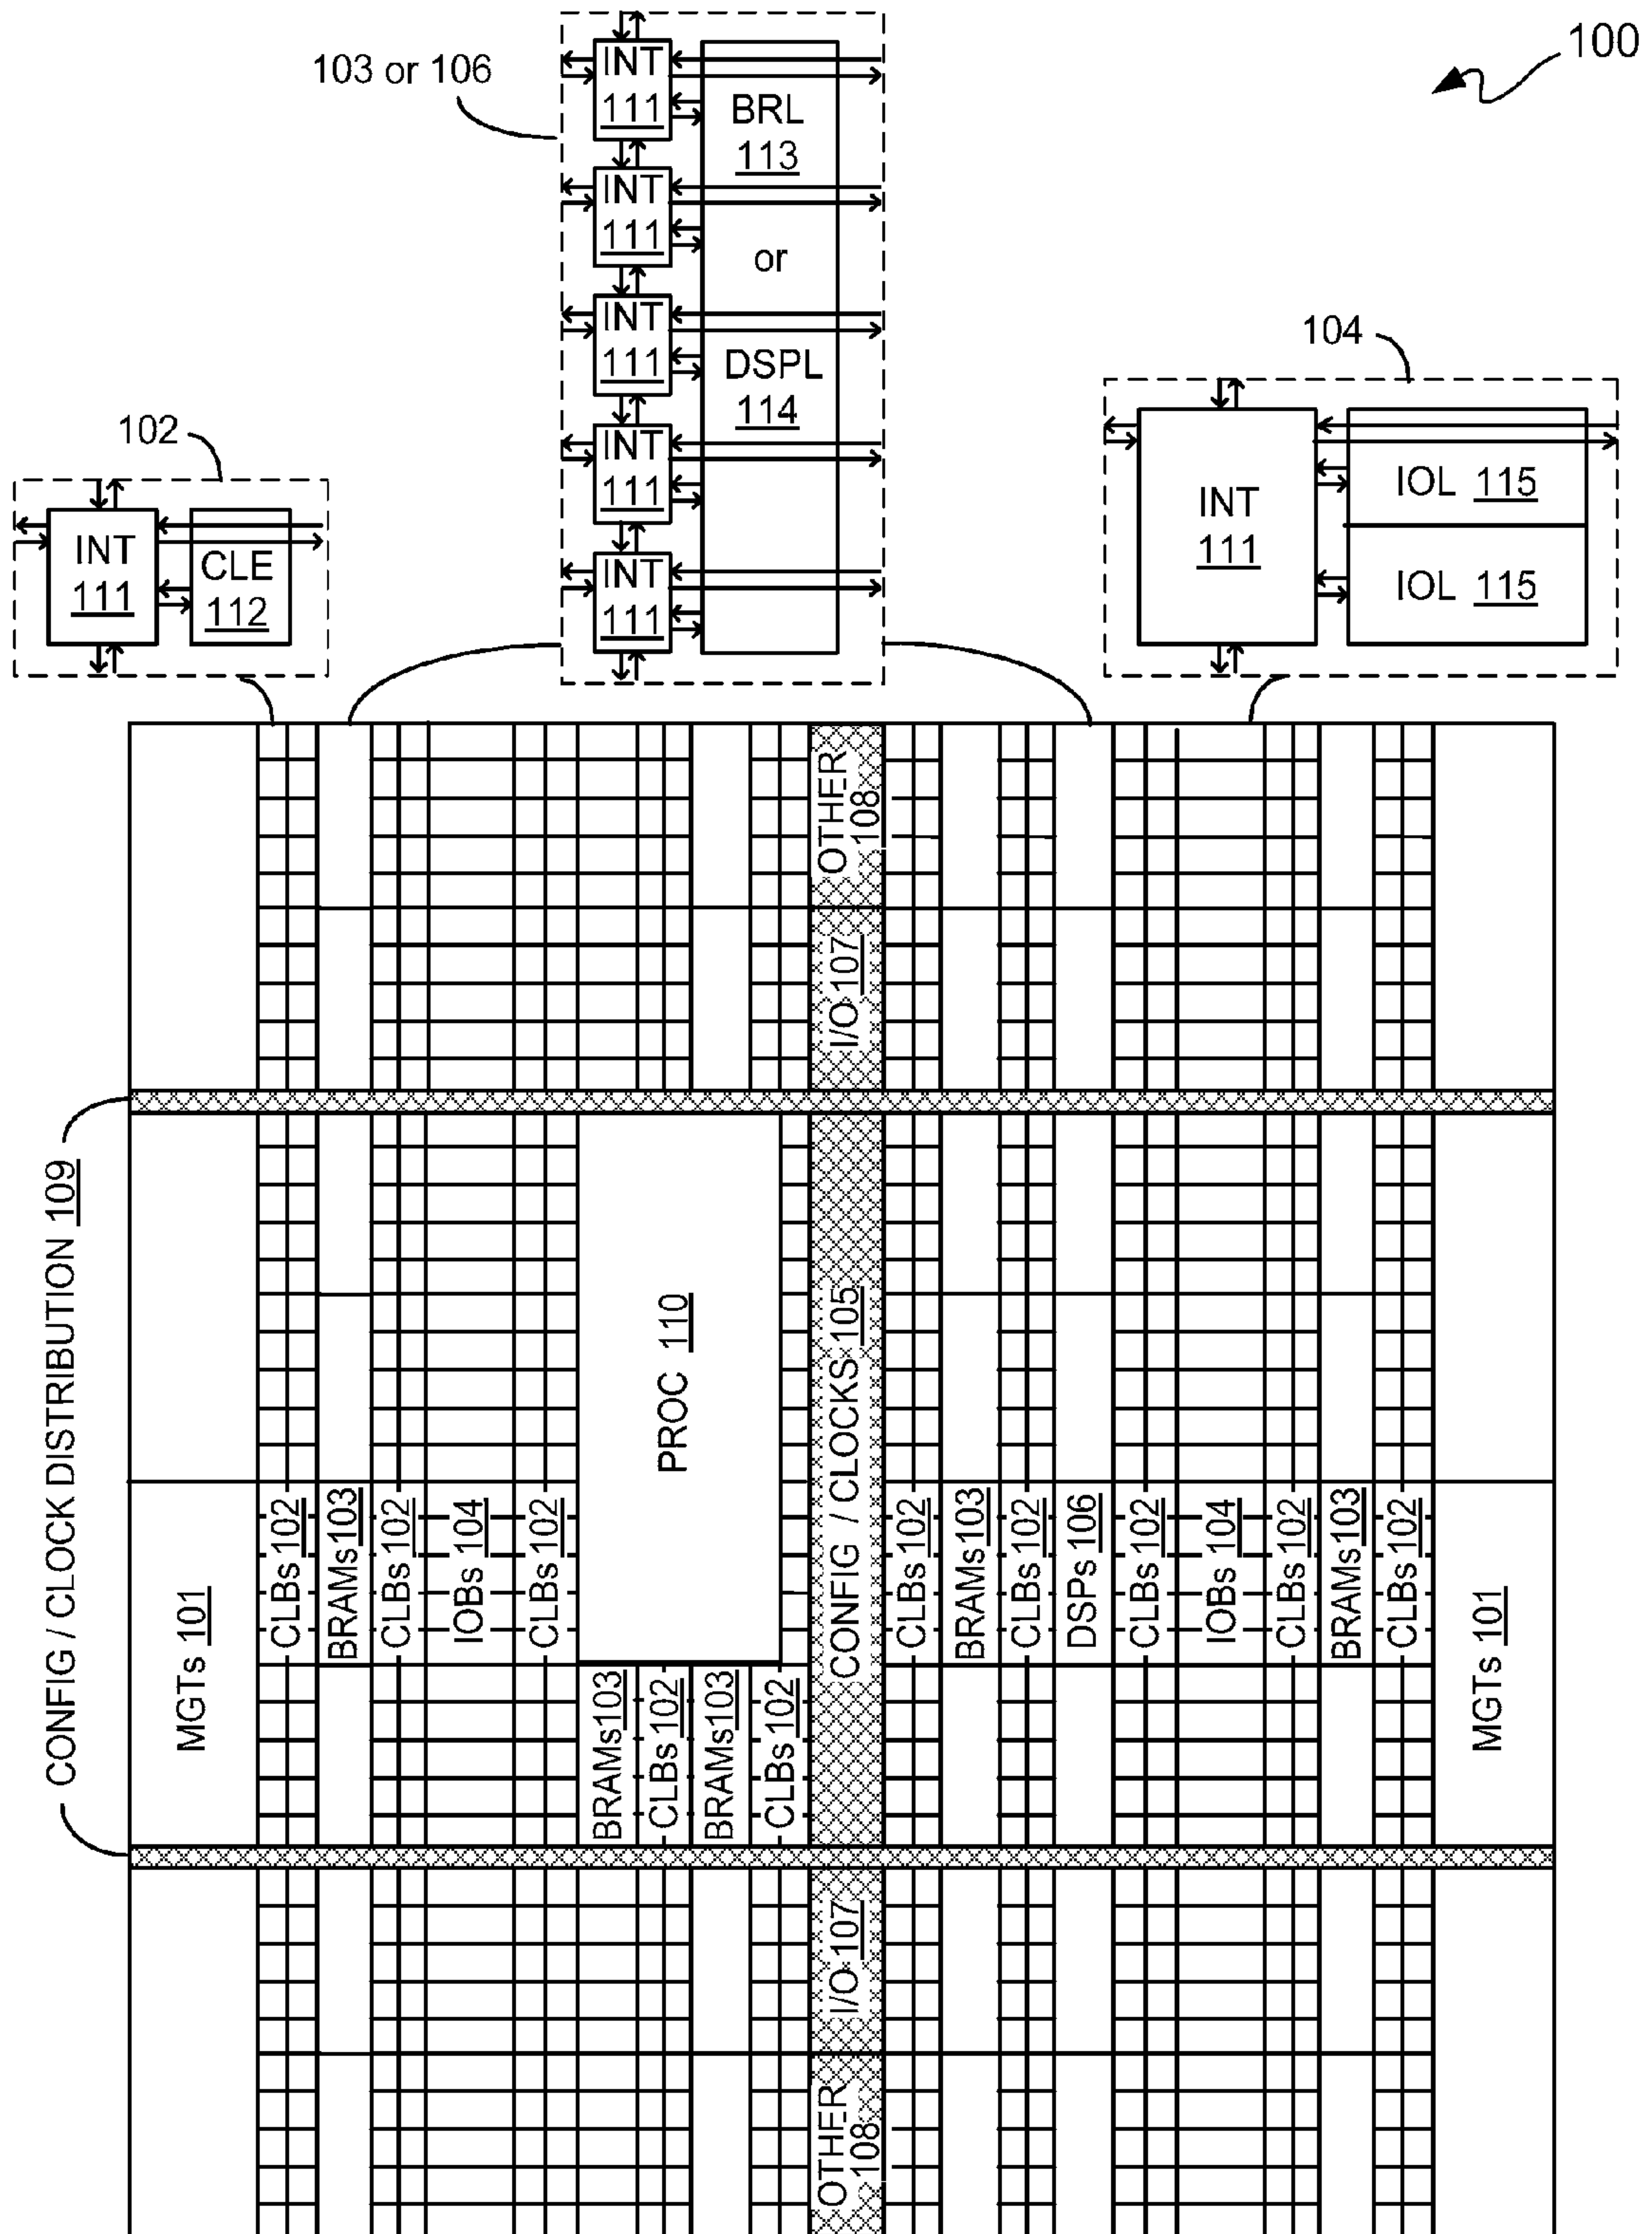 100
103 or 106
INT
111
INT
111
INT
111
INT
111
INT
111
BRL
113
or
DSPL
114
104
INT
111
IOL 115
IOL 115
102
INT
111
CLE
112
OTHER
108
I/O 107
CONFIG / CLOCK DISTRIBUTION 109
PROC 110
CONFIG / CLOCKS 105
MGTs 101
CLBs 102
BRAMs 103
CLBs 102
IOBs 104
CLBs 102
BRAMs 103
CLBs 102
BRAMs 103
CLBs 102
CLBs 102
BRAMs 103
CLBs 102
DSPs 106
CLBs 102
IOBs 104
CLBs 102
BRAMs 103
CLBs 102
MGTs 101
I/O 107
OTHER
108